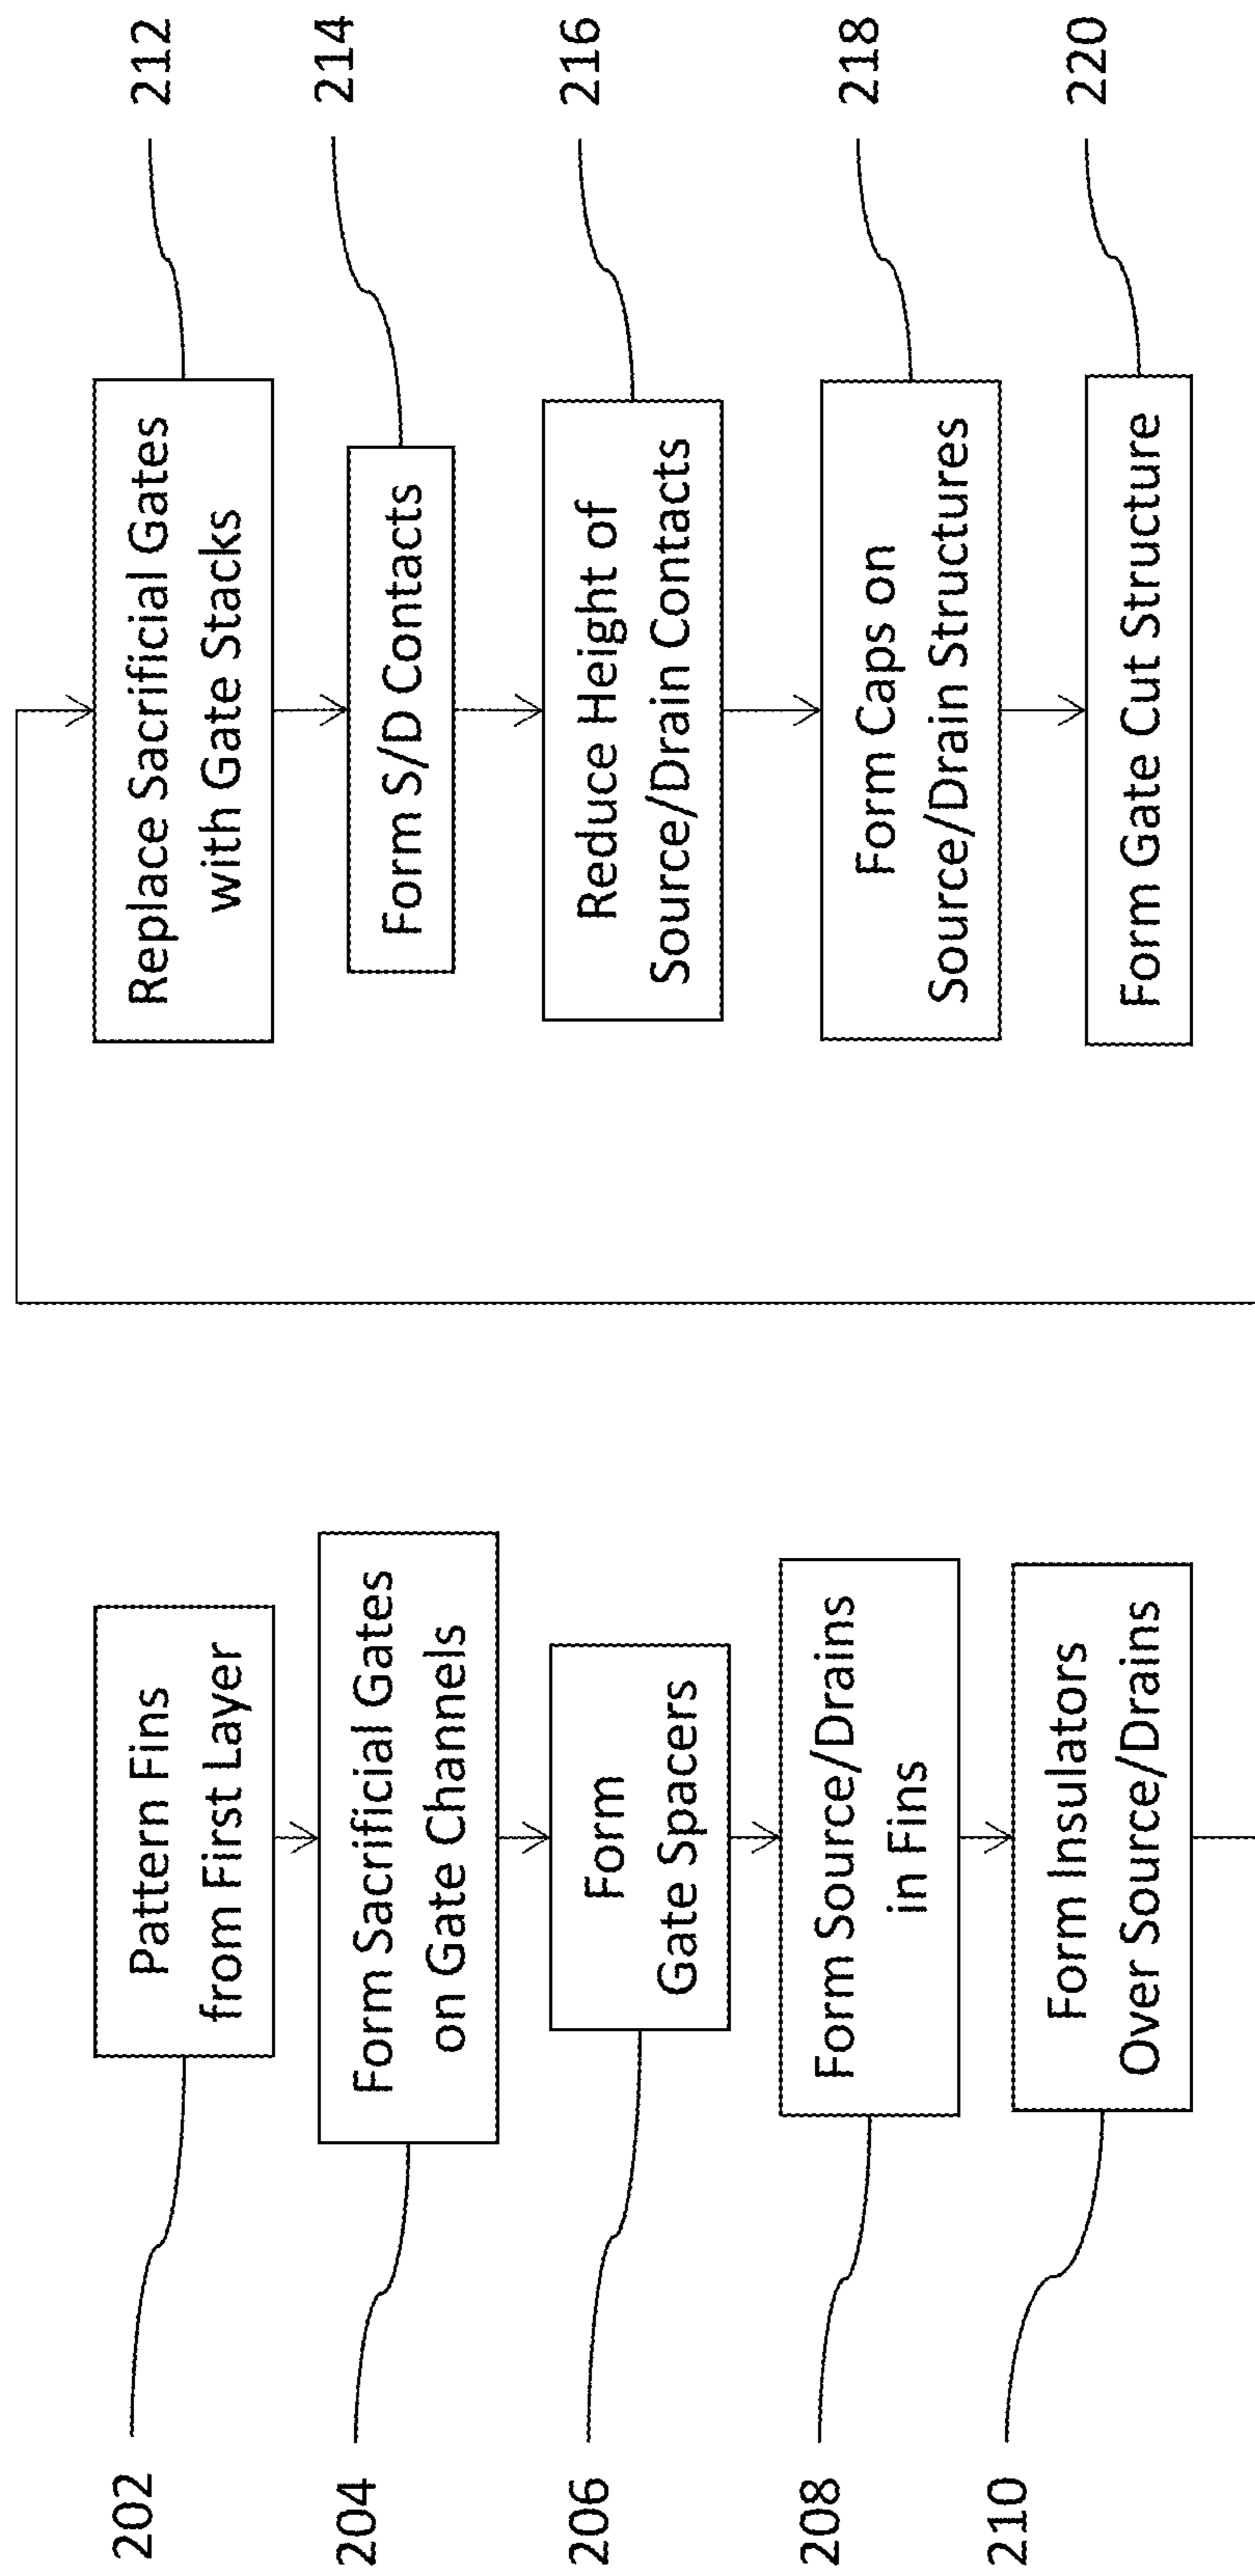 202
Pattern Fins
from First Layer
204
Form Sacrificial Gates
on Gate Channels
206
Form
Gate Spacers
208
Form Source/Drains
in Fins
210
Form Insulators
Over Source/Drains
Replace Sacrificial Gates
with Gate Stacks
212
Form S/D Contacts
214
Reduce Height of
Source/Drain Contacts
216
Form Caps on
Source/Drain Structures
218
Form Gate Cut Structure
220